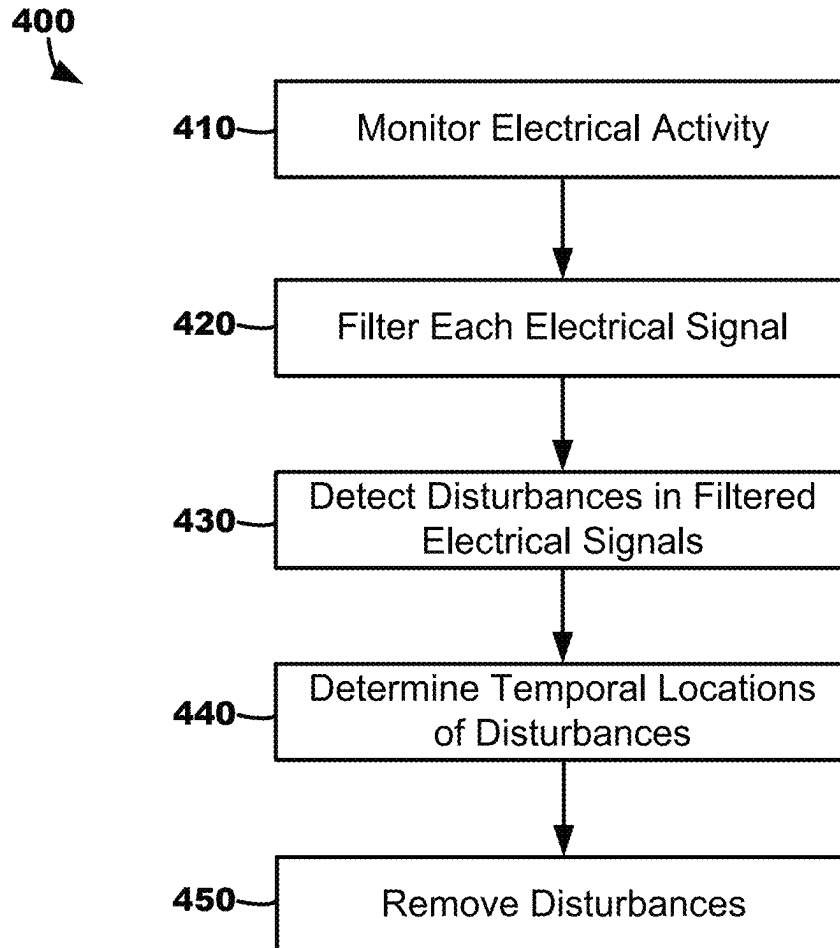 400
410
Monitor Electrical Activity
420
Filter Each Electrical Signal
430
Detect Disturbances in Filtered
Electrical Signals
440
Determine Temporal Locations
of Disturbances
450
Remove Disturbances